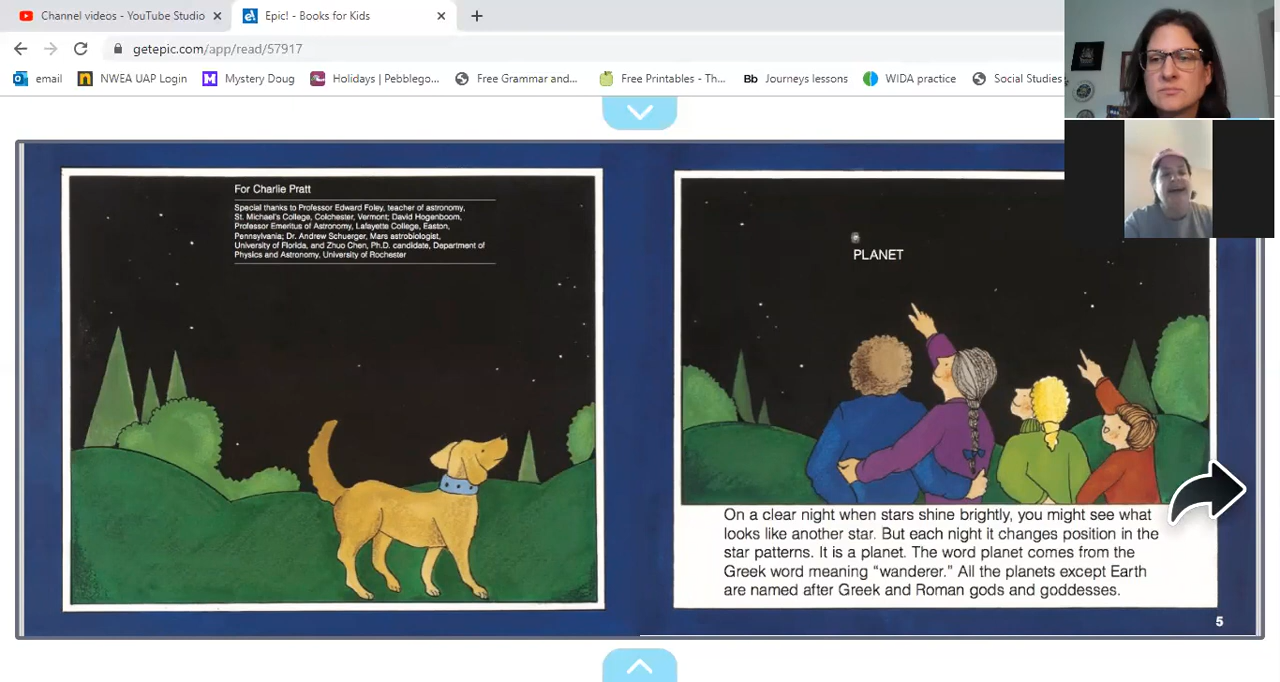 Channel videos - YouTube Studio
Epic! - Books for Kids
getepic.com/app/read/57917
email
NWEA UAP Login
Mystery Doug
Holidays | Pebblego...
Free Grammar and...
Free Printables - Th...
Bb Journeys lessons
WIDA practice
Social Studies
For Charlie Pratt
Special thanks to Professor Edward Foley, teacher of astronomy,
St. Michael's College, Colchester, Vermont; David Hogenboom,
Professor Emeritus of Astronomy, Lafayette College, Easton,
Pennsylvania; Dr. Andrew Schuerger, Mars astrobiologist,
University of Florida, and Zhuo Chen, Ph.D. candidate, Department of
Physics and Astronomy, University of Rochester
PLANET
On a clear night when stars shine brightly, you might see what
looks like another star. But each night it changes position in the
star patterns. It is a planet. The word planet comes from the
Greek word meaning “wanderer.” All the planets except Earth
are named after Greek and Roman gods and goddesses.
5